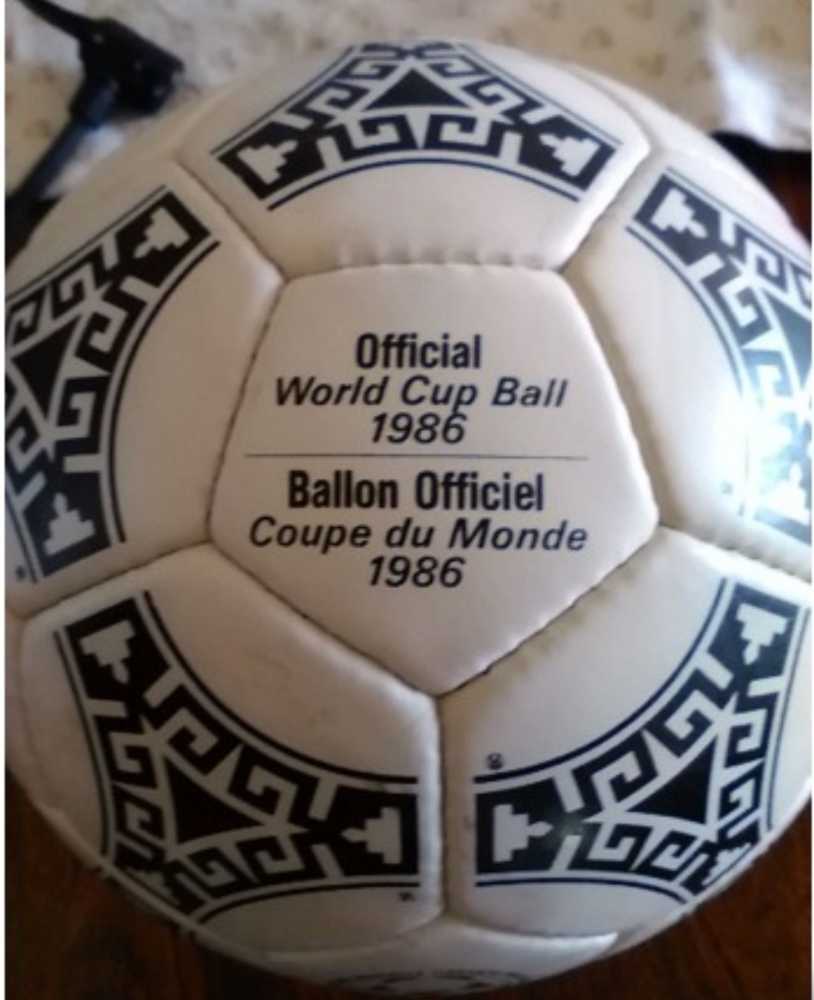 Official
World Cup Ball
1986
Ballon Officiel
Coupe du Monde
1986
®